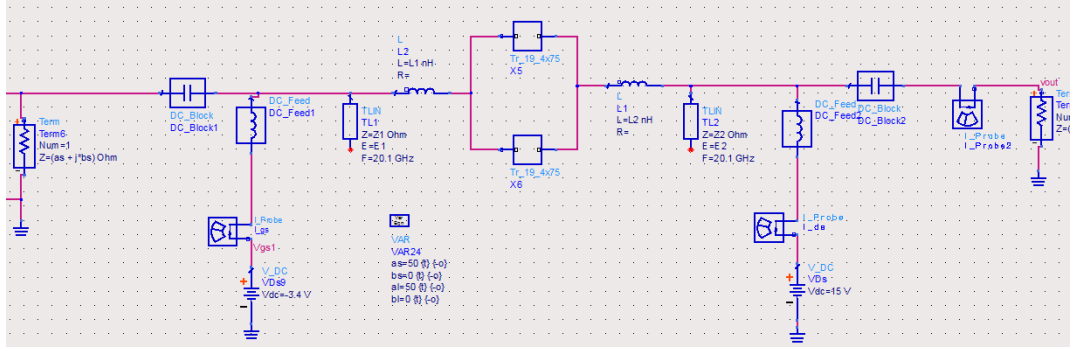 Term
Term6
Num=1
Z=(as + j*bs) Ohm
DC_Block
DC_Block1
DC_Feed
DC_Feed1
I_Probe
I_gs
Vgs1
V_DC
VDs9
Vdc=-3.4 V
TLIN
TL1
Z=Z1 Ohm
E=E1
F=20.1 GHz
L
L2
L=L1 nH
R=
Var
Eqn
VAR
VAR24
as=50 {t} {-o}
bs=0 {t} {-o}
al=50 {t} {-o}
bl=0 {t} {-o}
Tr_19_4x75
X5
Tr_19_4x75
X6
L
L1
L=L2 nH
R=
TLIN
TL2
Z=Z2 Ohm
E=E2
F=20.1 GHz
DC_Feed
DC_Feed2
DC_Block
DC_Block2
I_Probe
I_ds
V_DC
VDs
Vdc=15 V
I_Probe
I_Probe2
vout
Term